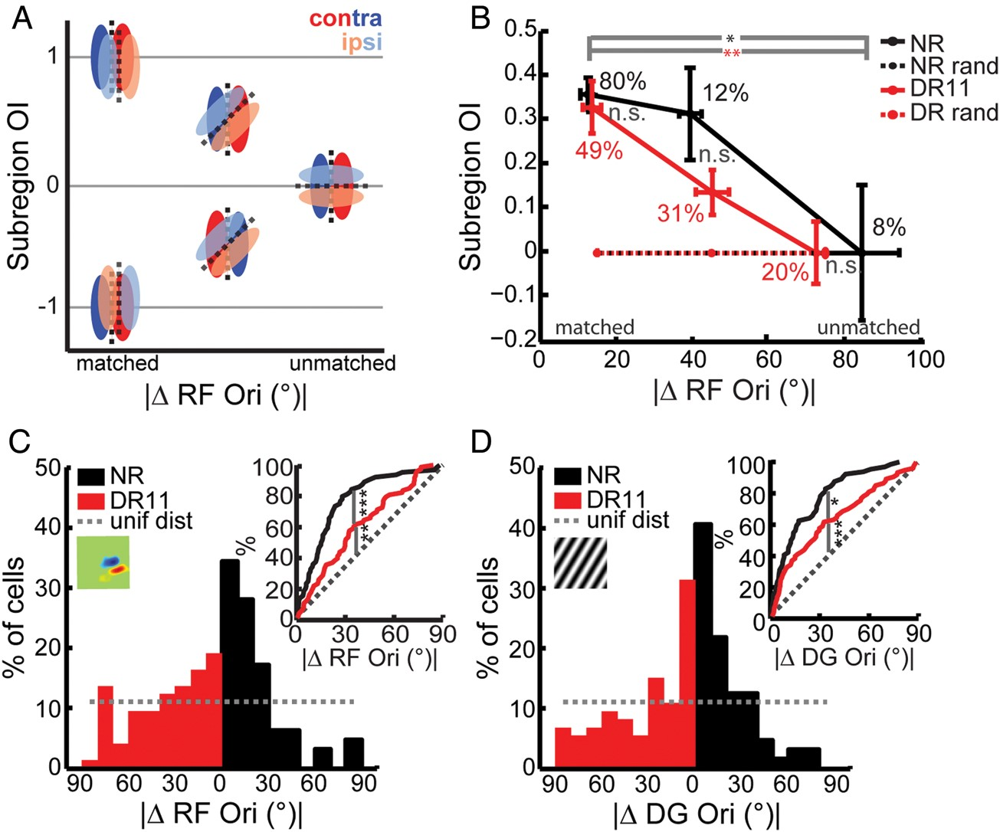 A
contra
ipsi
1
0
-1
Subregion OI
matched
unmatched
|Δ RF Ori (°)|
B
0.5
0.4
0.3
0.2
0.1
0
−0.1
−0.2
Subregion OI
*
**
NR
NR rand
DR11
DR rand
80%
12%
n.s.
49%
n.s.
31%
8%
20%
n.s.
matched
unmatched
0
20
40
60
80
100
|Δ RF Ori (°)|
C
50
40
30
20
10
0
% of cells
NR
DR11
unif dist
100
80
60
40
20
0
%
****
**
0
30
60
90
|Δ RF Ori (°)|
90
60
30
0
30
60
90
|Δ RF Ori (°)|
D
50
40
30
20
10
0
% of cells
NR
DR11
unif dist
100
80
60
40
20
0
%
*
***
0
30
60
90
|Δ DG Ori (°)|
90
60
30
0
30
60
90
|Δ DG Ori (°)|